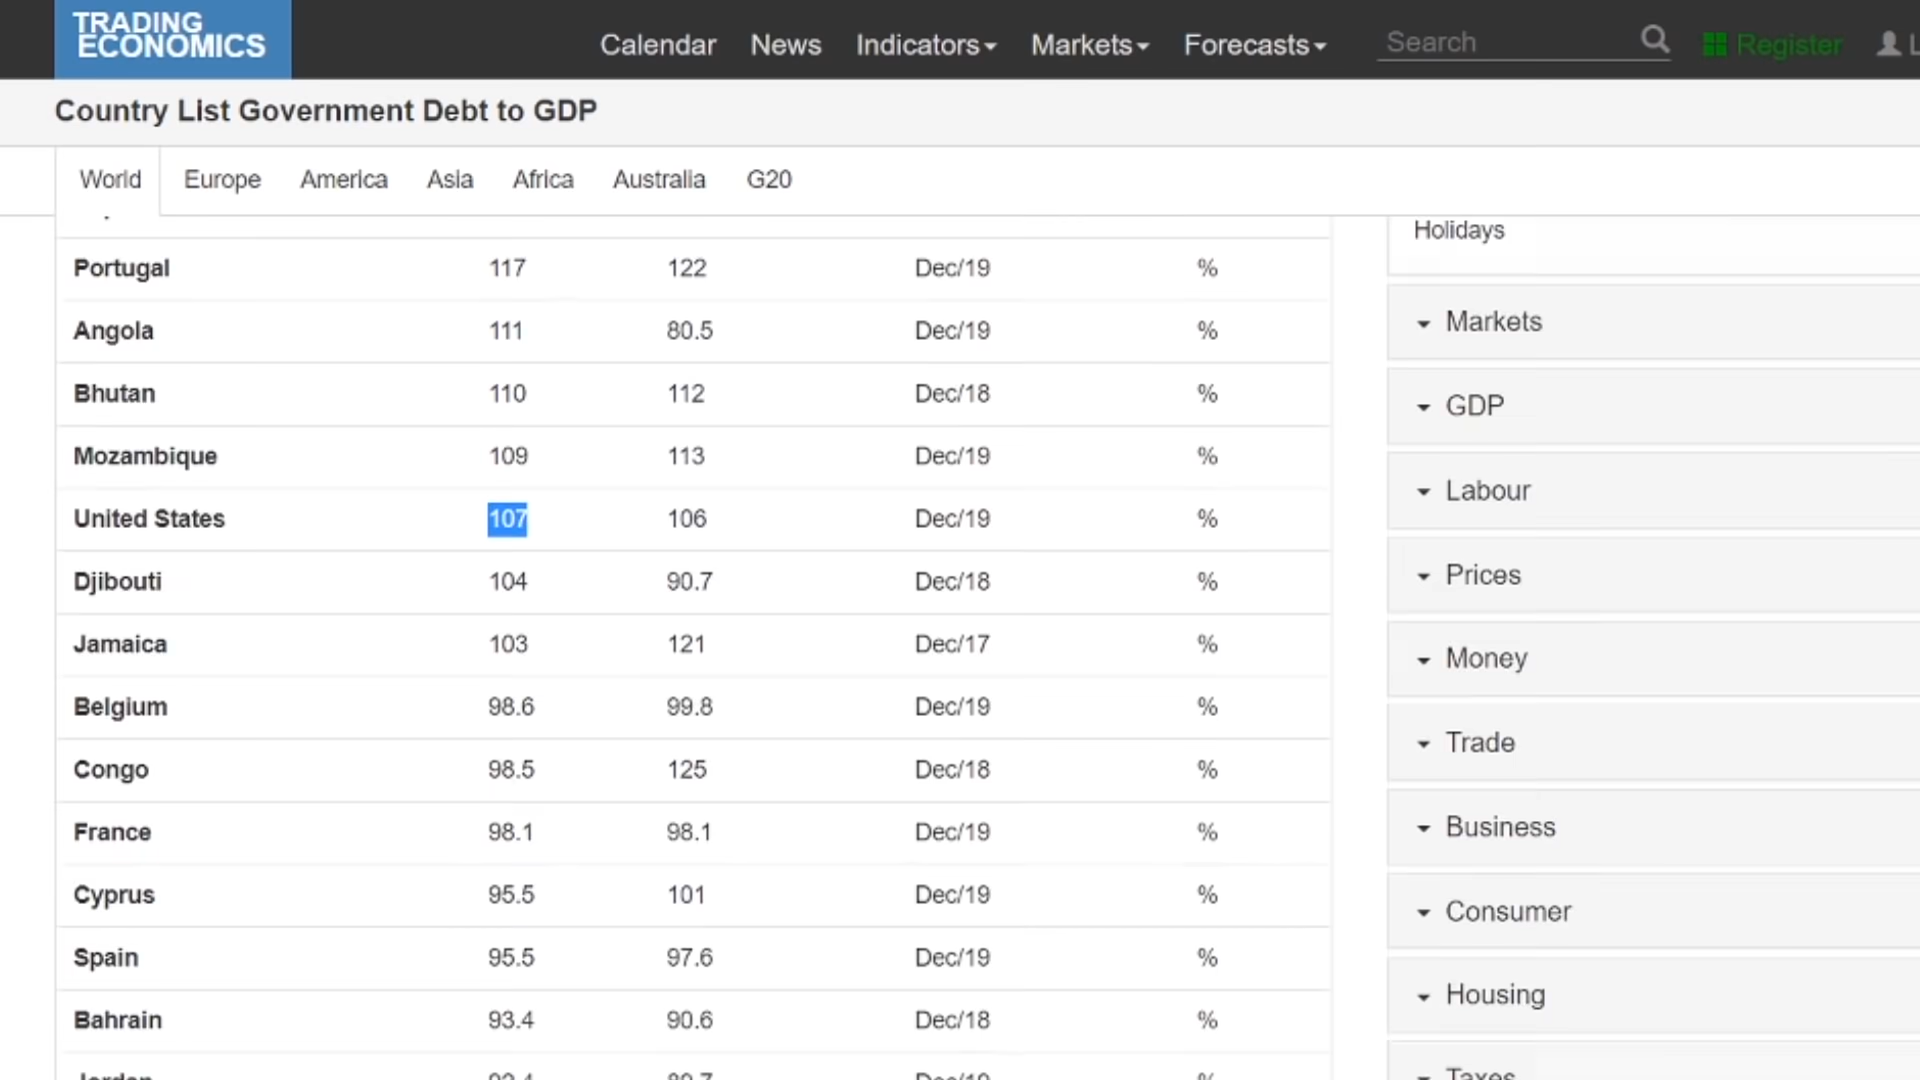 TRADING
ECONOMICS
Calendar News Indicators Markets Forecasts Search Register
Country List Government Debt to GDP
World Europe America Asia Africa Australia G20
Holidays
Portugal 117 122 Dec/19 %
Angola 111 80.5 Dec/19 %
Markets
Bhutan 110 112 Dec/18 %
GDP
Mozambique 109 113 Dec/19 %
Labour
United States 107 106 Dec/19 %
Djibouti 104 90.7 Dec/18 %
Prices
Jamaica 103 121 Dec/17 %
Money
Belgium 98.6 99.8 Dec/19 %
Trade
Congo 98.5 125 Dec/18 %
France 98.1 98.1 Dec/19 %
Business
Cyprus 95.5 101 Dec/19 %
Consumer
Spain 95.5 97.6 Dec/19 %
Housing
Bahrain 93.4 90.6 Dec/18 %
Taxes